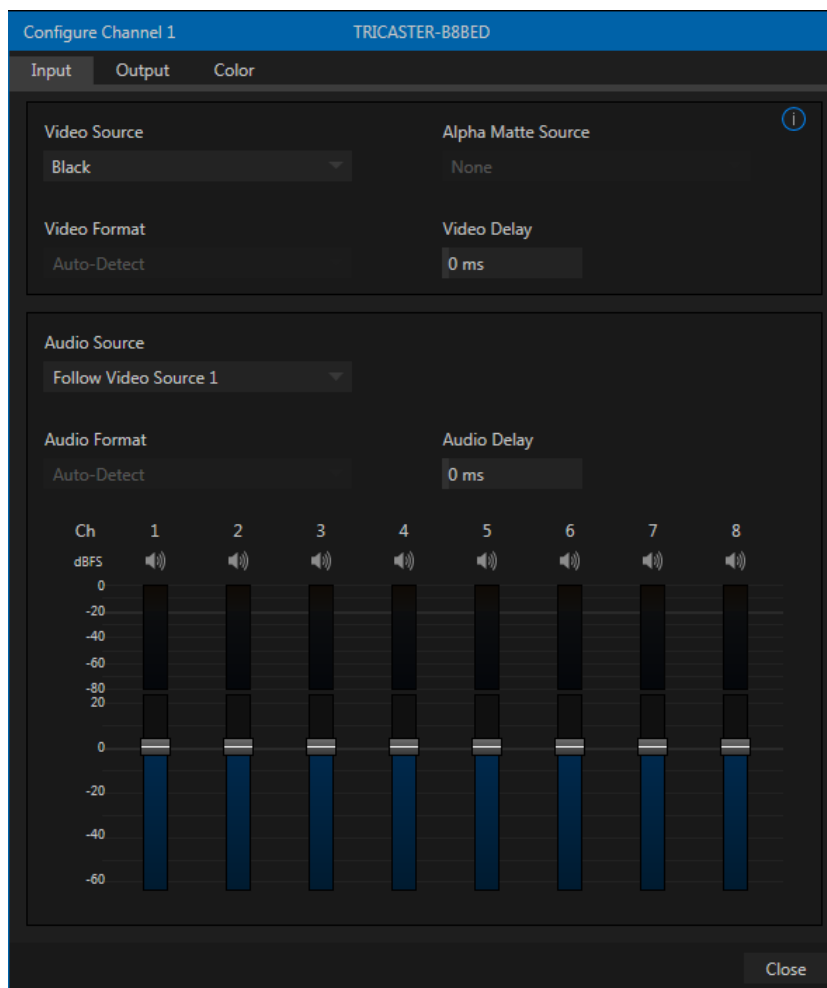 Configure Channel 1 TRICASTER-B8BED
Input Output Color
Video Source Alpha Matte Source
Black None
Video Format Video Delay
Auto-Detect 0 ms
Audio Source
Follow Video Source 1
Audio Format Audio Delay
Auto-Detect 0 ms
Ch 1 2 3 4 5 6 7 8
dBFS
0
-20
-40
-60
-80
20
0
-20
-40
-60
Close